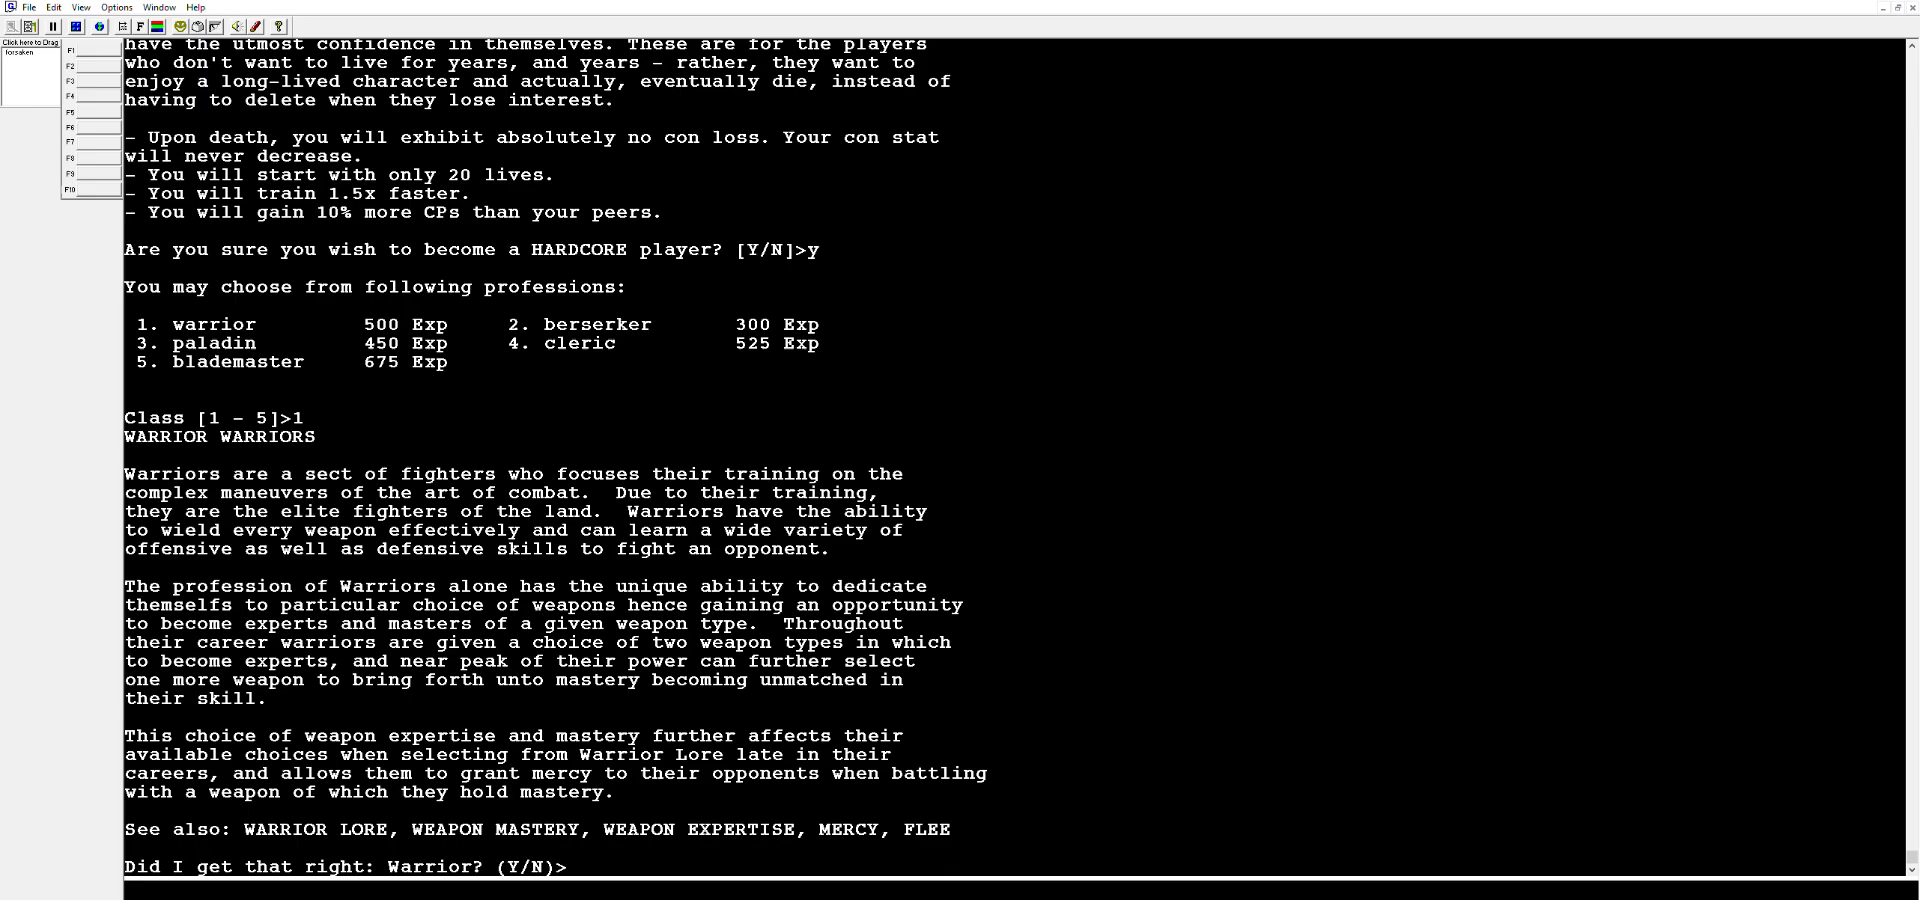 File Edit View Options Window Help
Click here to Drag
forsaken
F1
F2
F3
F4
F5
F6
F7
F8
F9
F10
have the utmost confidence in themselves. These are for the players
who don't want to live for years, and years - rather, they want to
enjoy a long-lived character and actually, eventually die, instead of
having to delete when they lose interest.
- Upon death, you will exhibit absolutely no con loss. Your con stat
will never decrease.
- You will start with only 20 lives.
- You will train 1.5x faster.
- You will gain 10% more CPs than your peers.
Are you sure you wish to become a HARDCORE player? [Y/N]>y
You may choose from following professions:
1. warrior 500 Exp 2. berserker 300 Exp
3. paladin 450 Exp 4. cleric 525 Exp
5. blademaster 675 Exp
Class [1 - 5]>1
WARRIOR WARRIORS
Warriors are a sect of fighters who focuses their training on the
complex maneuvers of the art of combat. Due to their training,
they are the elite fighters of the land. Warriors have the ability
to wield every weapon effectively and can learn a wide variety of
offensive as well as defensive skills to fight an opponent.
The profession of Warriors alone has the unique ability to dedicate
themselfs to particular choice of weapons hence gaining an opportunity
to become experts and masters of a given weapon type. Throughout
their career warriors are given a choice of two weapon types in which
to become experts, and near peak of their power can further select
one more weapon to bring forth unto mastery becoming unmatched in
their skill.
This choice of weapon expertise and mastery further affects their
available choices when selecting from Warrior Lore late in their
careers, and allows them to grant mercy to their opponents when battling
with a weapon of which they hold mastery.
See also: WARRIOR LORE, WEAPON MASTERY, WEAPON EXPERTISE, MERCY, FLEE
Did I get that right: Warrior? (Y/N)>